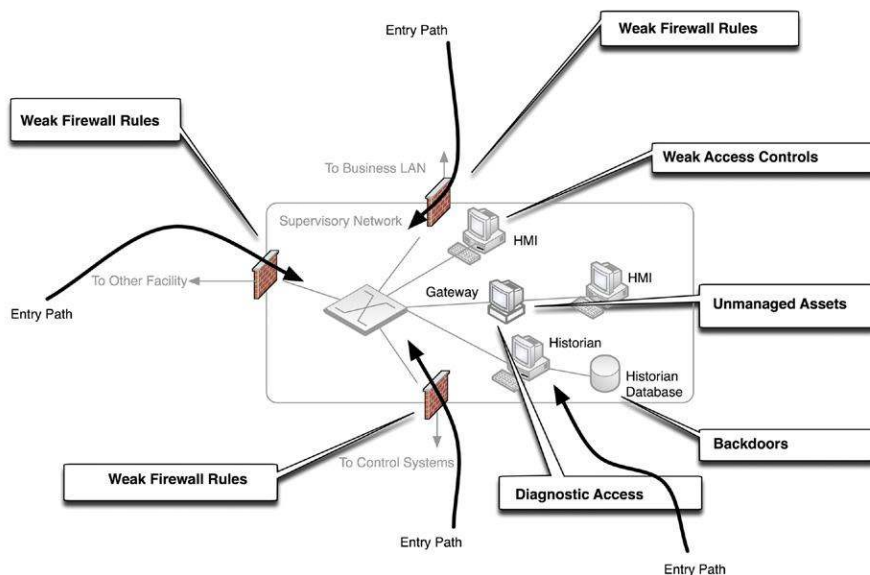 Entry Path
Weak Firewall Rules
Weak Firewall Rules
To Business LAN
Weak Access Controls
Supervisory Network
HMI
To Other Facility
Gateway
HMI
Unmanaged Assets
Entry Path
Historian
Historian
Database
Backdoors
To Control Systems
Weak Firewall Rules
Diagnostic Access
Entry Path
Entry Path